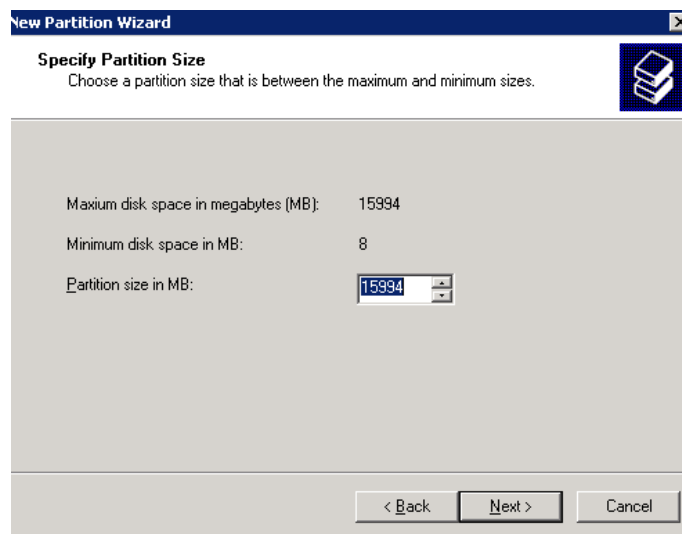 New Partition Wizard
Specify Partition Size
Choose a partition size that is between the maximum and minimum sizes.
Maxium disk space in megabytes (MB): 15994
Minimum disk space in MB: 8
Partition size in MB: 15994
< Back Next > Cancel